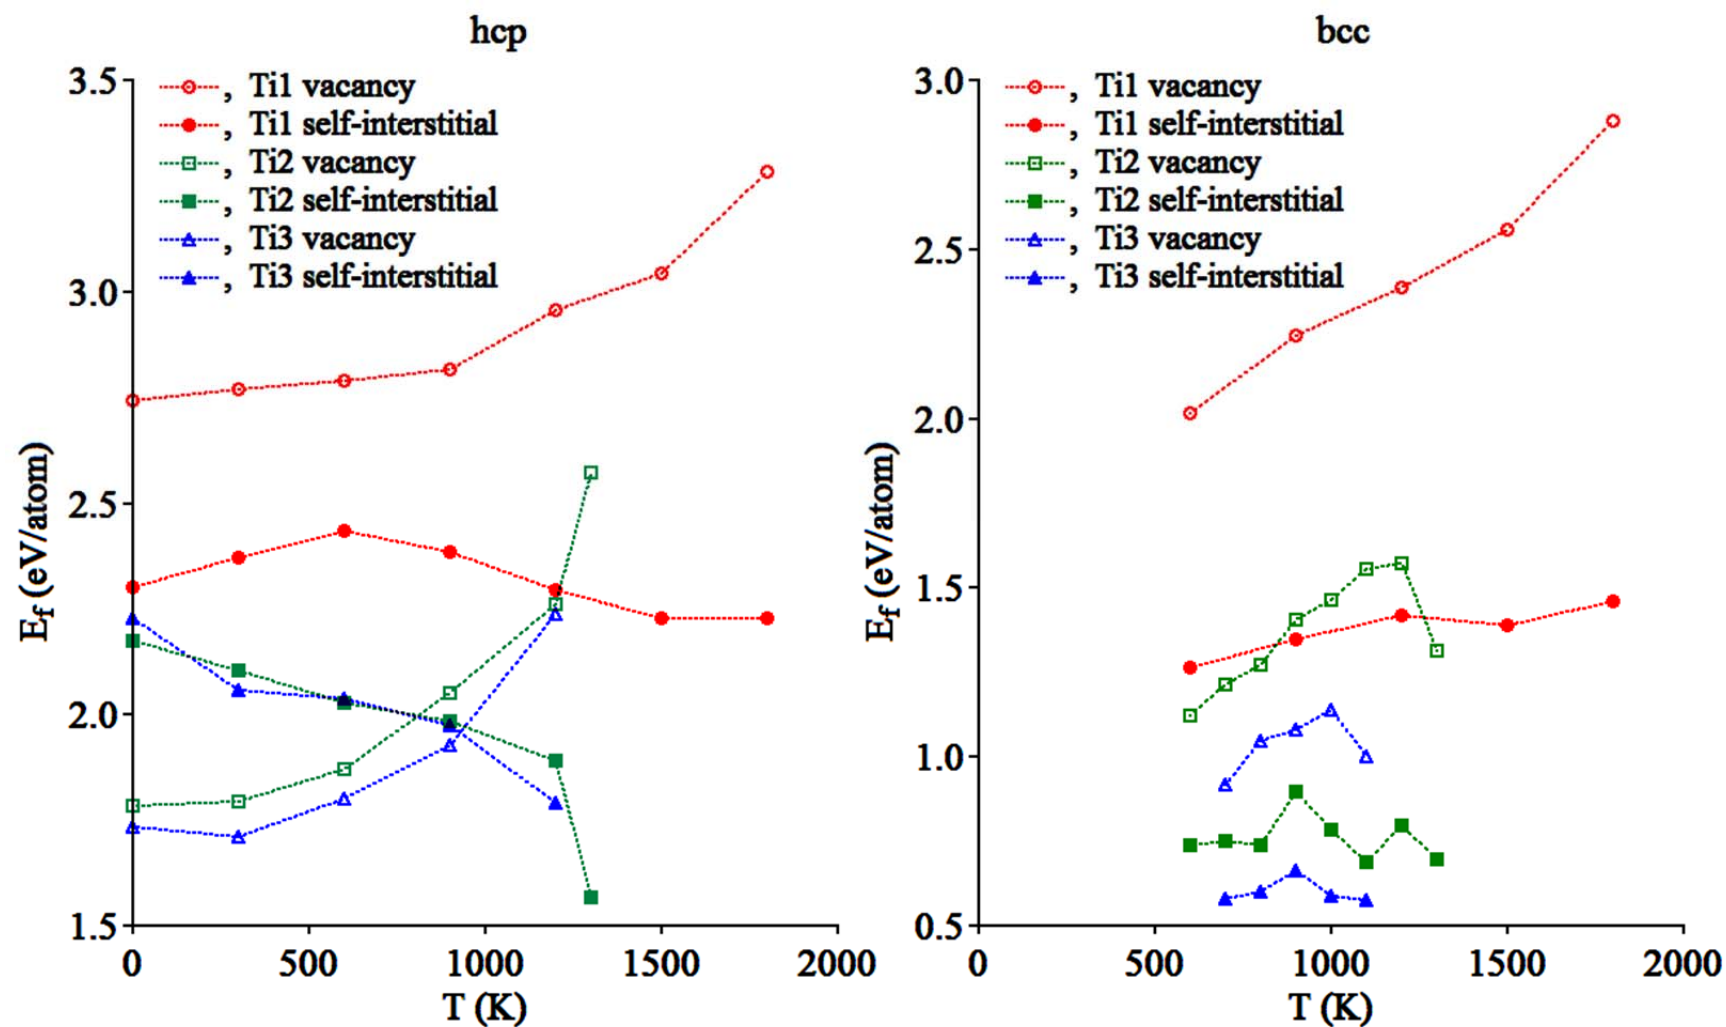 hcp
3.5
3.0
2.5
2.0
1.5
E_f (eV/atom)
, Ti1 vacancy
, Ti1 self-interstitial
, Ti2 vacancy
, Ti2 self-interstitial
, Ti3 vacancy
, Ti3 self-interstitial
0 500 1000 1500 2000
T (K)
bcc
3.0
2.5
2.0
1.5
1.0
0.5
E_f (eV/atom)
, Ti1 vacancy
, Ti1 self-interstitial
, Ti2 vacancy
, Ti2 self-interstitial
, Ti3 vacancy
, Ti3 self-interstitial
0 500 1000 1500 2000
T (K)